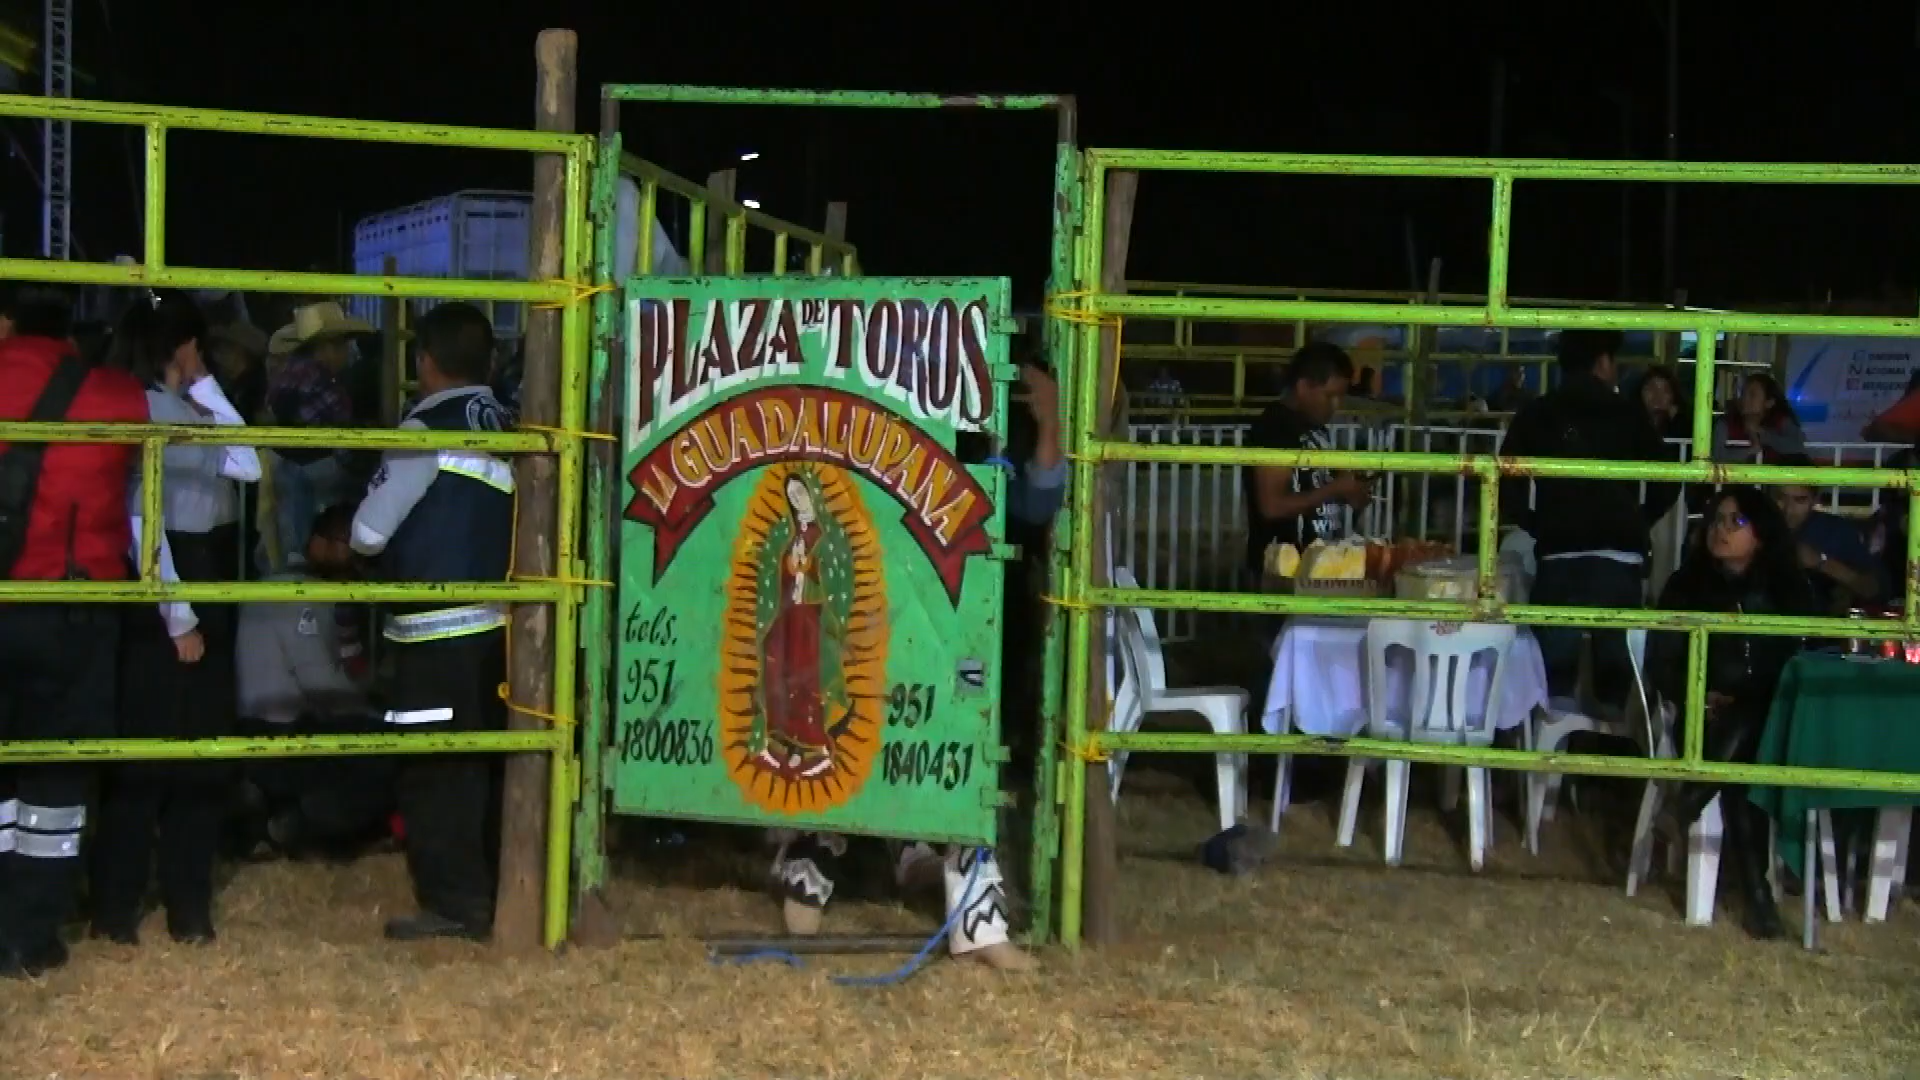 PLAZA DE TOROS
LA GUADALUPANA
tels.
951
1800836
951
1840431